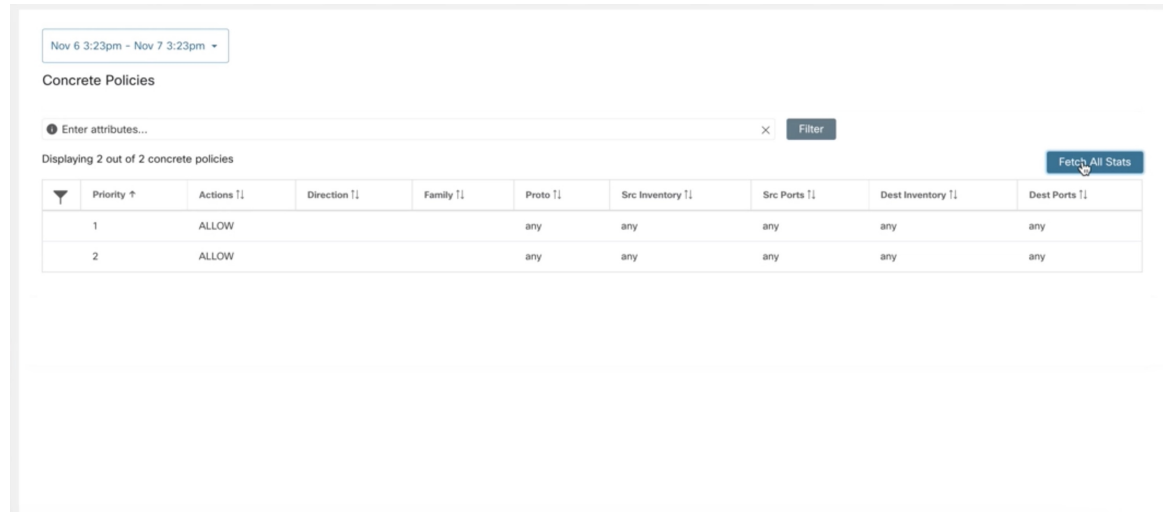 Nov 6 3:23pm - Nov 7 3:23pm
Concrete Policies
Enter attributes...
Filter
Displaying 2 out of 2 concrete policies
Fetch All Stats
Priority Actions Direction Family Proto Src Inventory Src Ports Dest Inventory Dest Ports
1 ALLOW any any any any any
2 ALLOW any any any any any